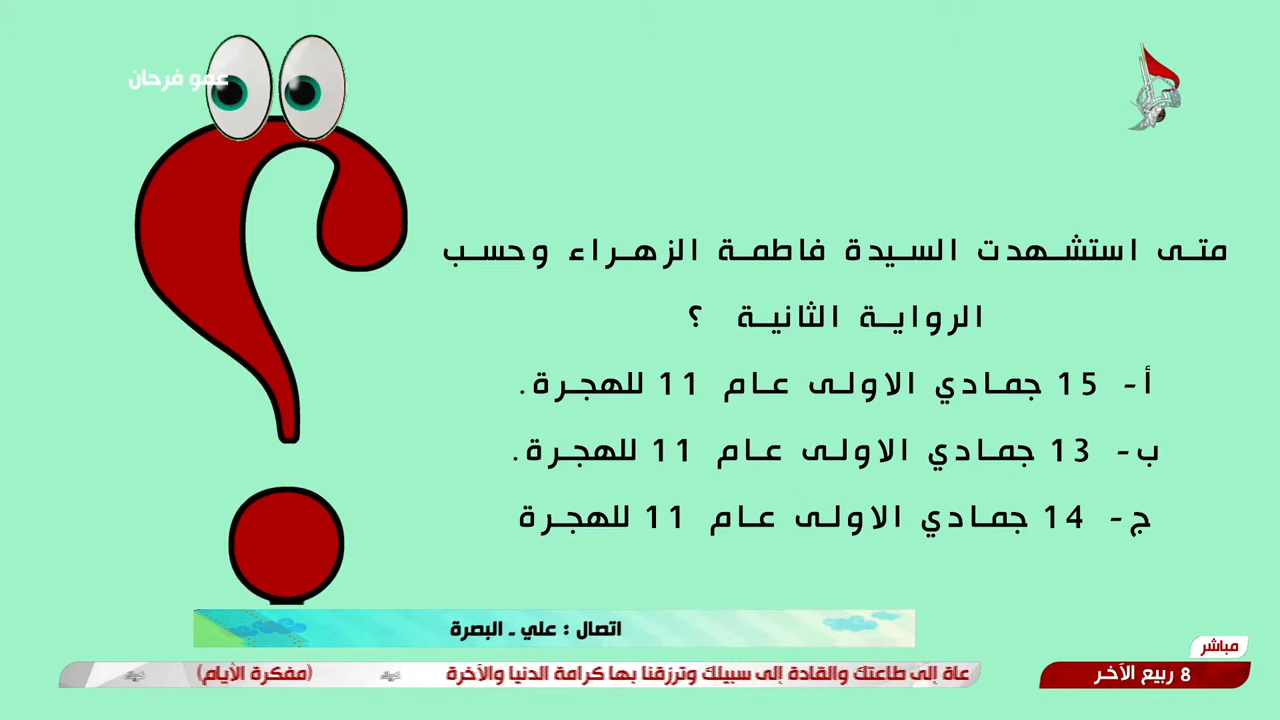 عمو فرحان
متى استشهدت السيدة فاطمة الزهراء وحسب
الرواية الثانية ؟
أ- 15 جمادي الاولى عام 11 للهجرة.
ب- 13 جمادي الاولى عام 11 للهجرة.
ج- 14 جمادي الاولى عام 11 للهجرة
اتصال : علي - البصرة
مباشر
8 ربيع الآخر
عاة إلى طاعتك والقادة إلى سبيلك وترزقنا بها كرامة الدنيا والآخرة
(مفكرة الأيام)